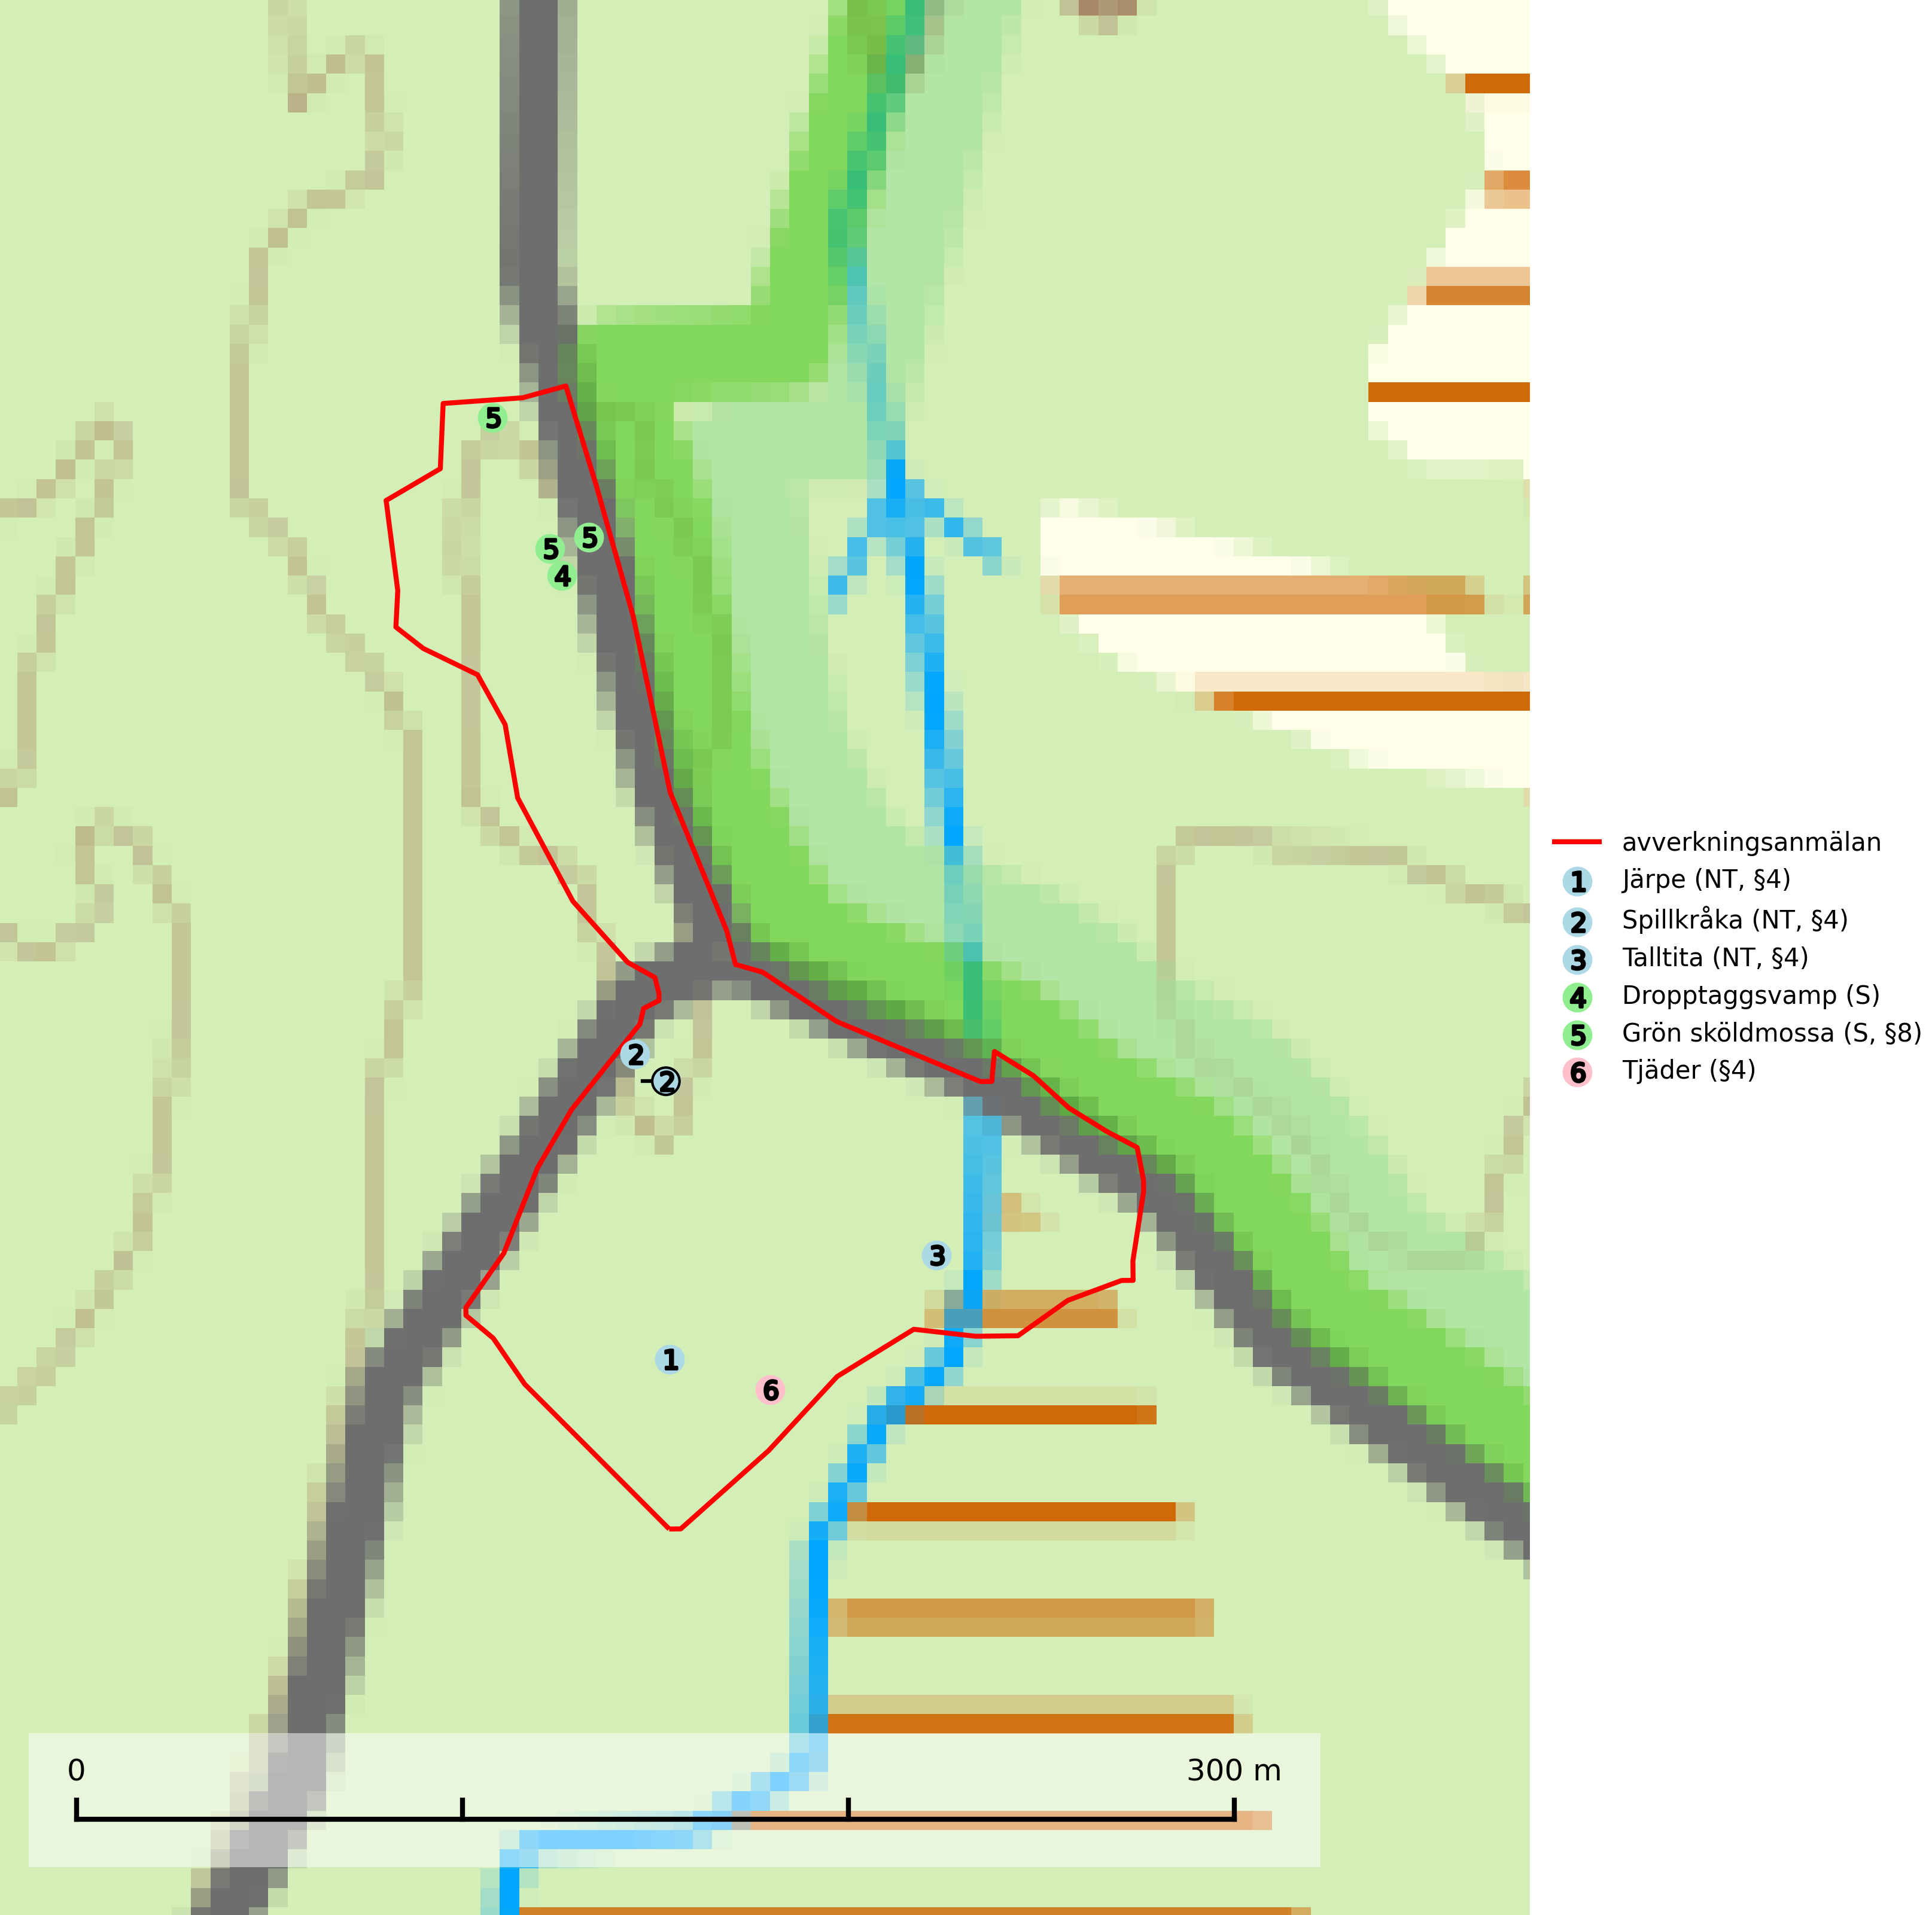 5
5
5
4
2
2
3
1
6
0
300 m
avverkningsanmälan
1 Järpe (NT, §4)
2 Spillkråka (NT, §4)
3 Talltita (NT, §4)
4 Dropptaggsvamp (S)
5 Grön sköldmossa (S, §8)
6 Tjäder (§4)